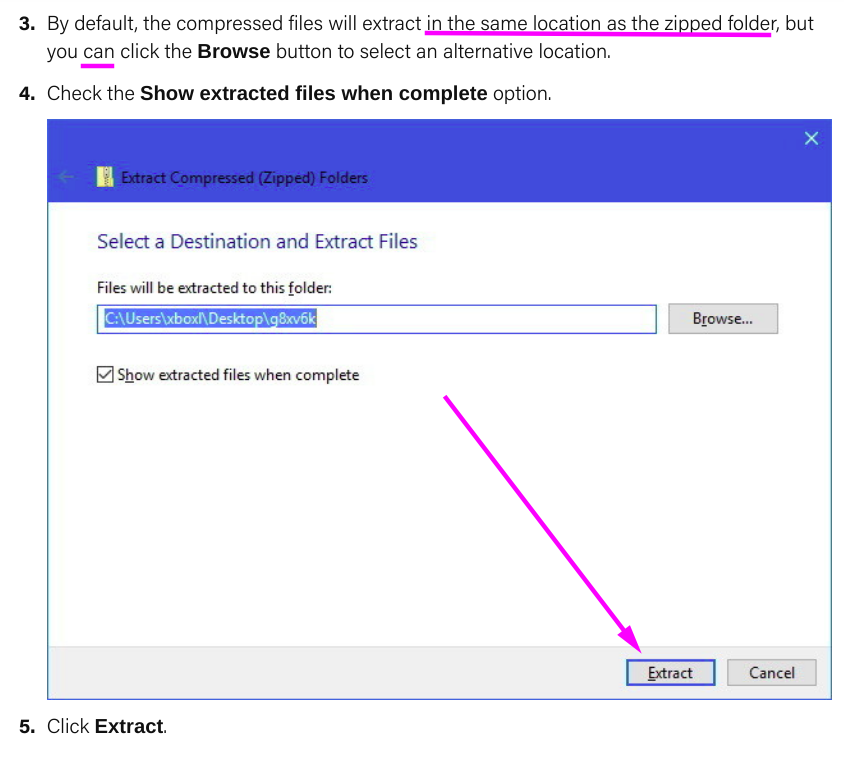 3. By default, the compressed files will extract in the same location as the zipped folder, but
you can click the Browse button to select an alternative location.
4. Check the Show extracted files when complete option.
Extract Compressed (Zipped) Folders
Select a Destination and Extract Files
Files will be extracted to this folder:
C:\Users\xboxl\Desktop\g8xv6k
Browse...
Show extracted files when complete
Extract
Cancel
5. Click Extract.